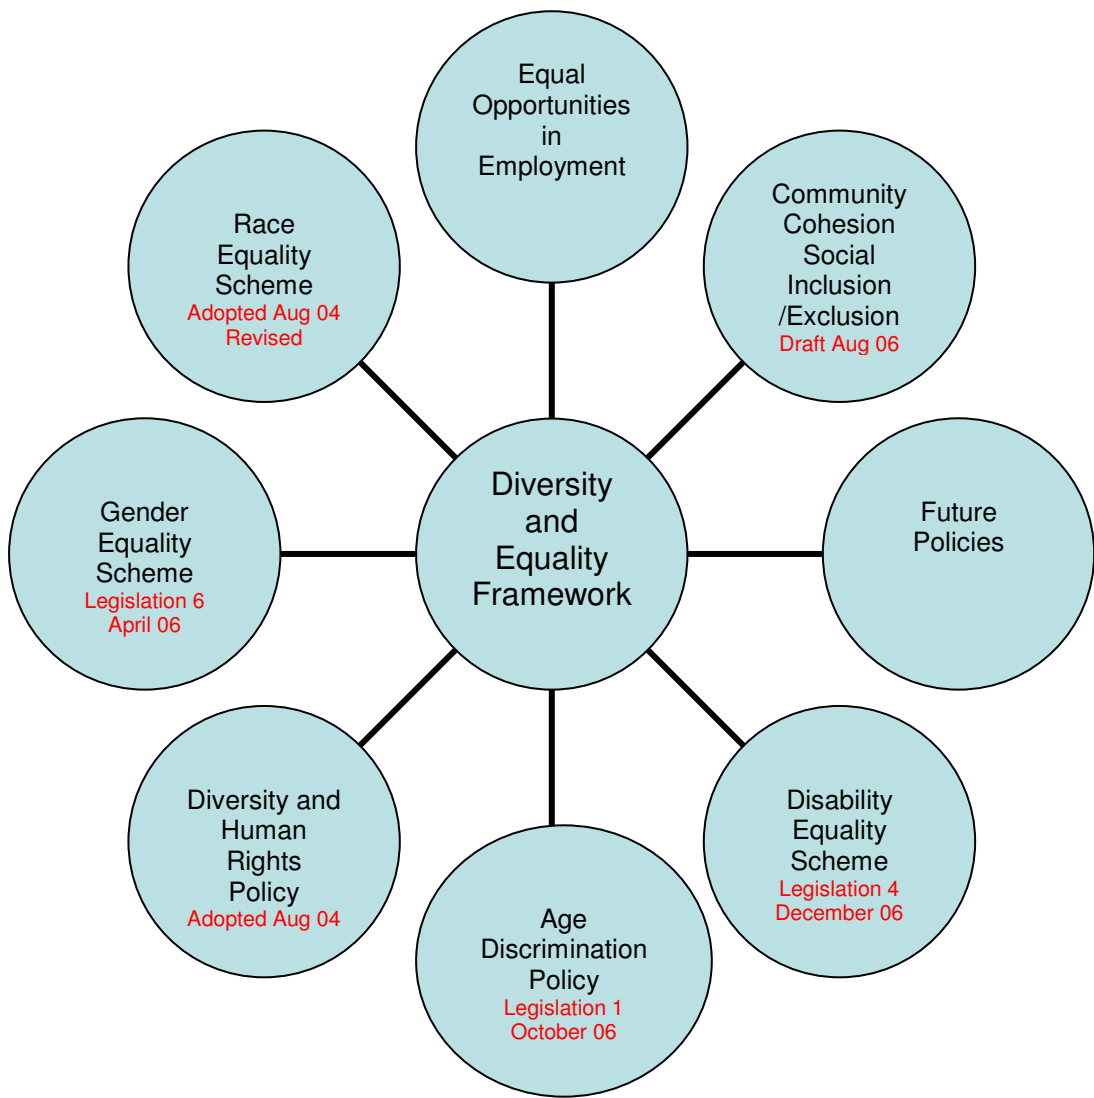 Equal
Opportunities
in
Employment
Community
Cohesion
Social
Inclusion
/Exclusion
Draft Aug 06
Future
Policies
Disability
Equality
Scheme
Legislation 4
December 06
Age
Discrimination
Policy
Legislation 1
October 06
Diversity and
Human
Rights
Policy
Adopted Aug 04
Gender
Equality
Scheme
Legislation 6
April 06
Race
Equality
Scheme
Adopted Aug 04
Revised
Diversity
and
Equality
Framework